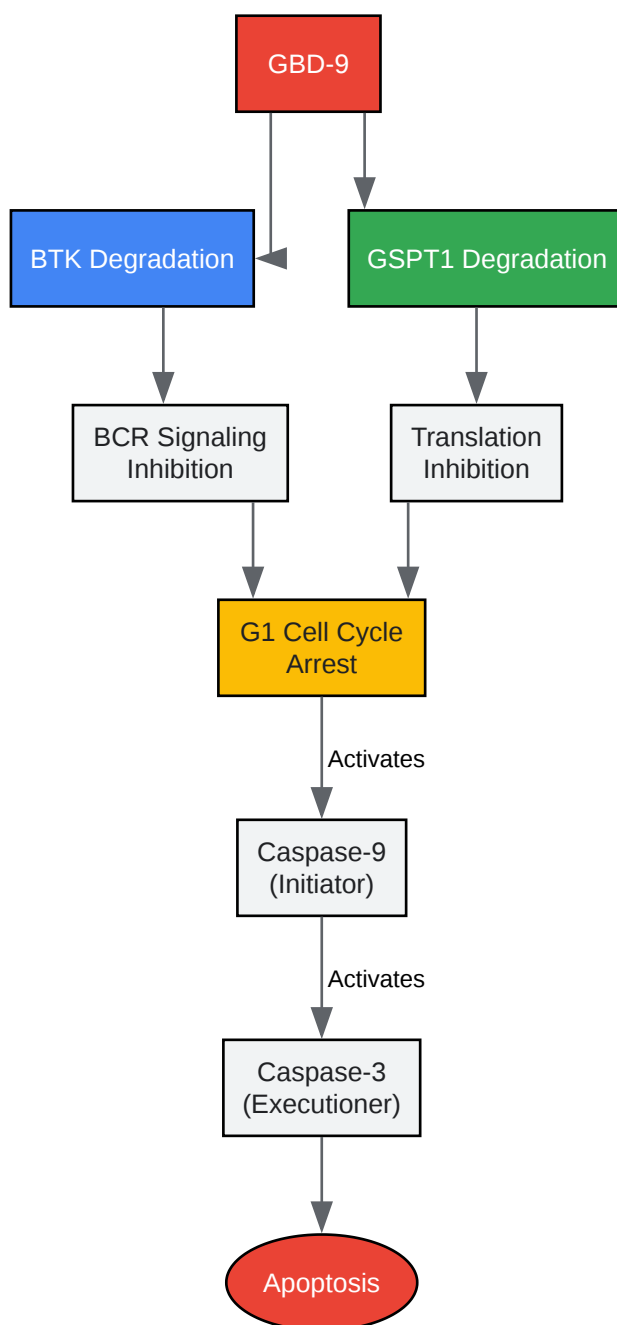 GBD-9
BTK Degradation
GSPT1 Degradation
BCR Signaling
Inhibition
Translation
Inhibition
G1 Cell Cycle
Arrest
Activates
Caspase-9
(Initiator)
Activates
Caspase-3
(Executioner)
Apoptosis